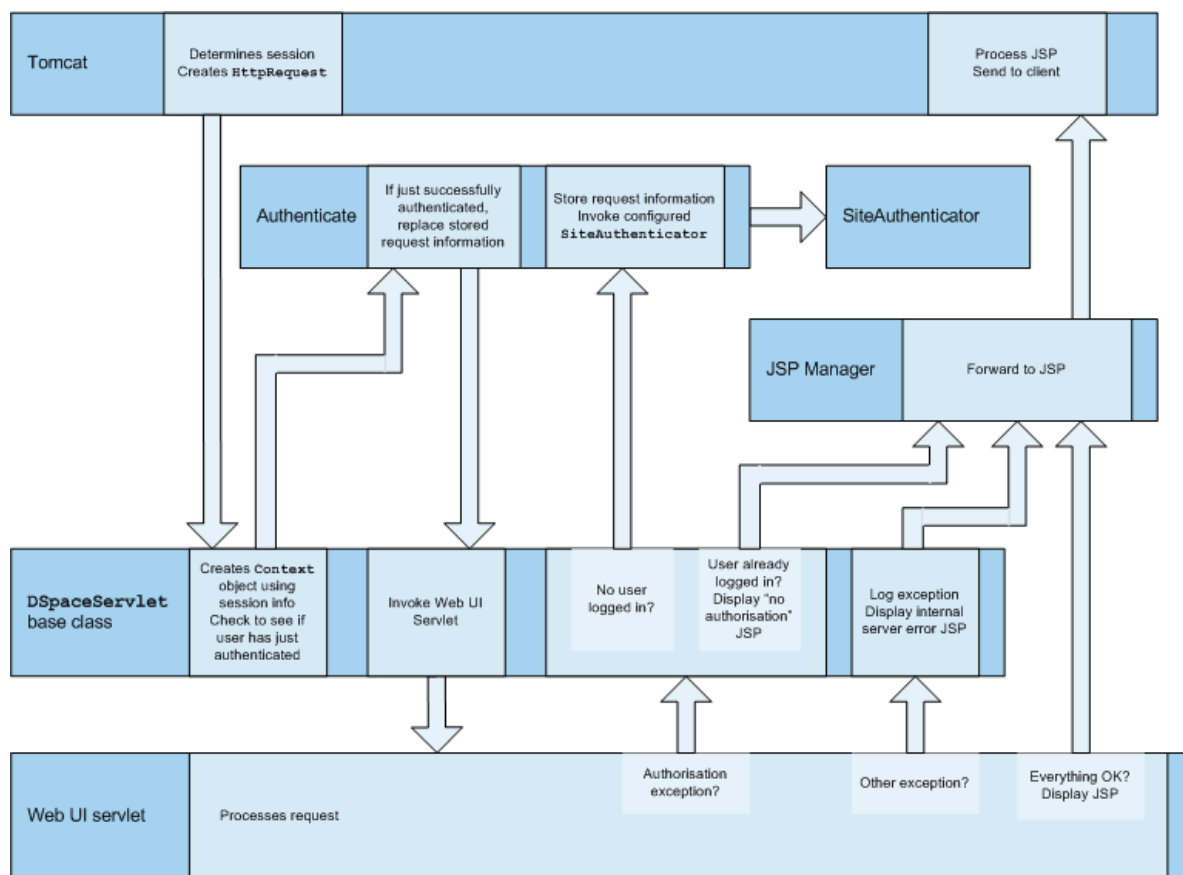 Tomcat
Determines session
Creates HttpRequest
Process JSP
Send to client
Authenticate
If just successfully
authenticated,
replace stored
request information
Store request information
Invoke configured
SiteAuthenticator
SiteAuthenticator
JSP Manager
Forward to JSP
DSpaceServlet
base class
Creates Context
object using
session info
Check to see if
user has just
authenticated
Invoke Web UI
Servlet
No user
logged in?
User already
logged in?
Display “no
authorisation”
JSP
Log exception
Display internal
server error JSP
Web UI servlet
Processes request
Authorisation
exception?
Other exception?
Everything OK?
Display JSP